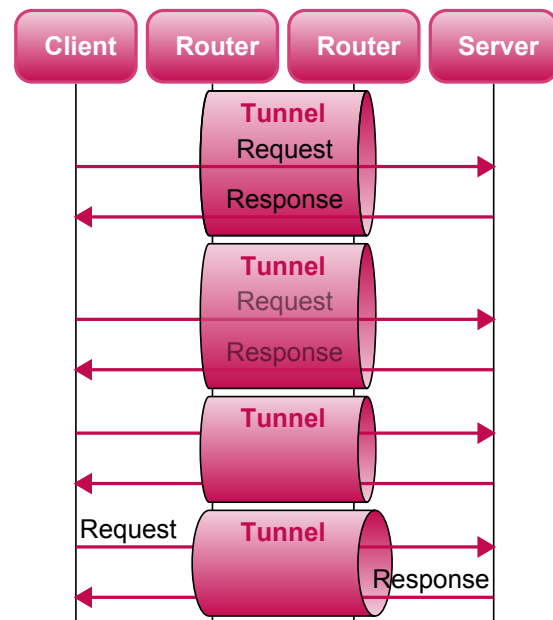 Client Router Router Server
Tunnel
Request
Response
Tunnel
Request
Response
Tunnel
Tunnel
Request
Response